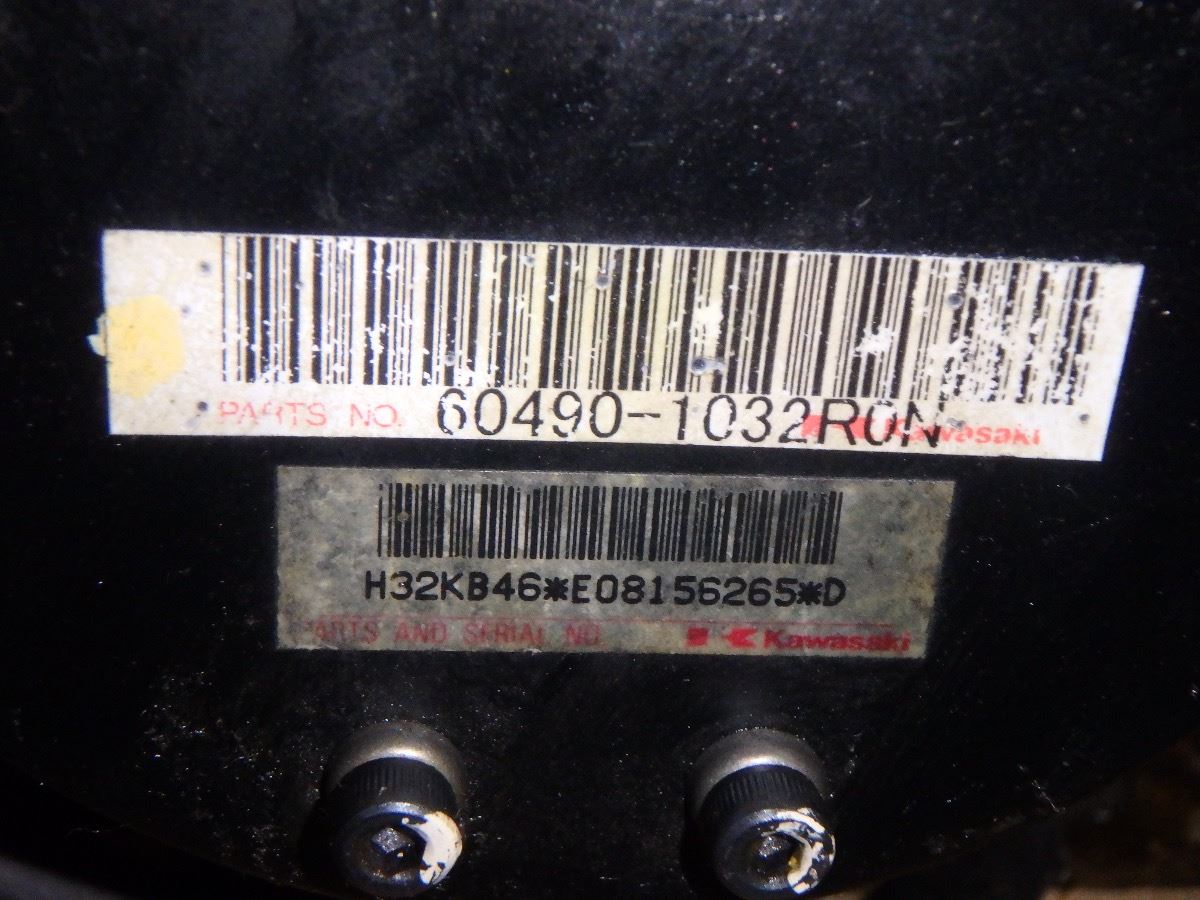 PARTS NO. 60490-1032R0N Kawasaki
H32KB46*E08156265*D
PARTS AND SERIAL NO. Kawasaki